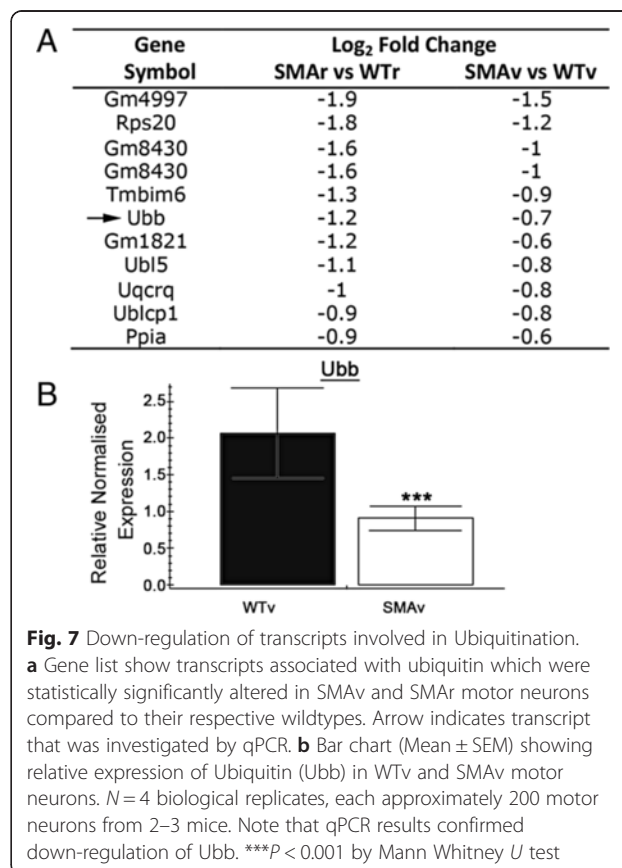 A
Gene Log₂ Fold Change
Symbol SMAr vs WTr SMAv vs WTv
Gm4997 -1.9 -1.5
Rps20 -1.8 -1.2
Gm8430 -1.6 -1
Gm8430 -1.6 -1
Tmbim6 -1.3 -0.9
→ Ubb -1.2 -0.7
Gm1821 -1.2 -0.6
Ubl5 -1.1 -0.8
Uqcrq -1 -0.8
Ublcp1 -0.9 -0.8
Ppia -0.9 -0.6
B
Ubb
Relative Normalised
Expression
2.5
2.0
1.5
1.0
0.5
0.0
***
WTv SMAv
Fig. 7 Down-regulation of transcripts involved in Ubiquitination.
a Gene list show transcripts associated with ubiquitin which were
statistically significantly altered in SMAv and SMAr motor neurons
compared to their respective wildtypes. Arrow indicates transcript
that was investigated by qPCR. b Bar chart (Mean ± SEM) showing
relative expression of Ubiquitin (Ubb) in WTv and SMAv motor
neurons. N = 4 biological replicates, each approximately 200 motor
neurons from 2–3 mice. Note that qPCR results confirmed
down-regulation of Ubb. ***P < 0.001 by Mann Whitney U test